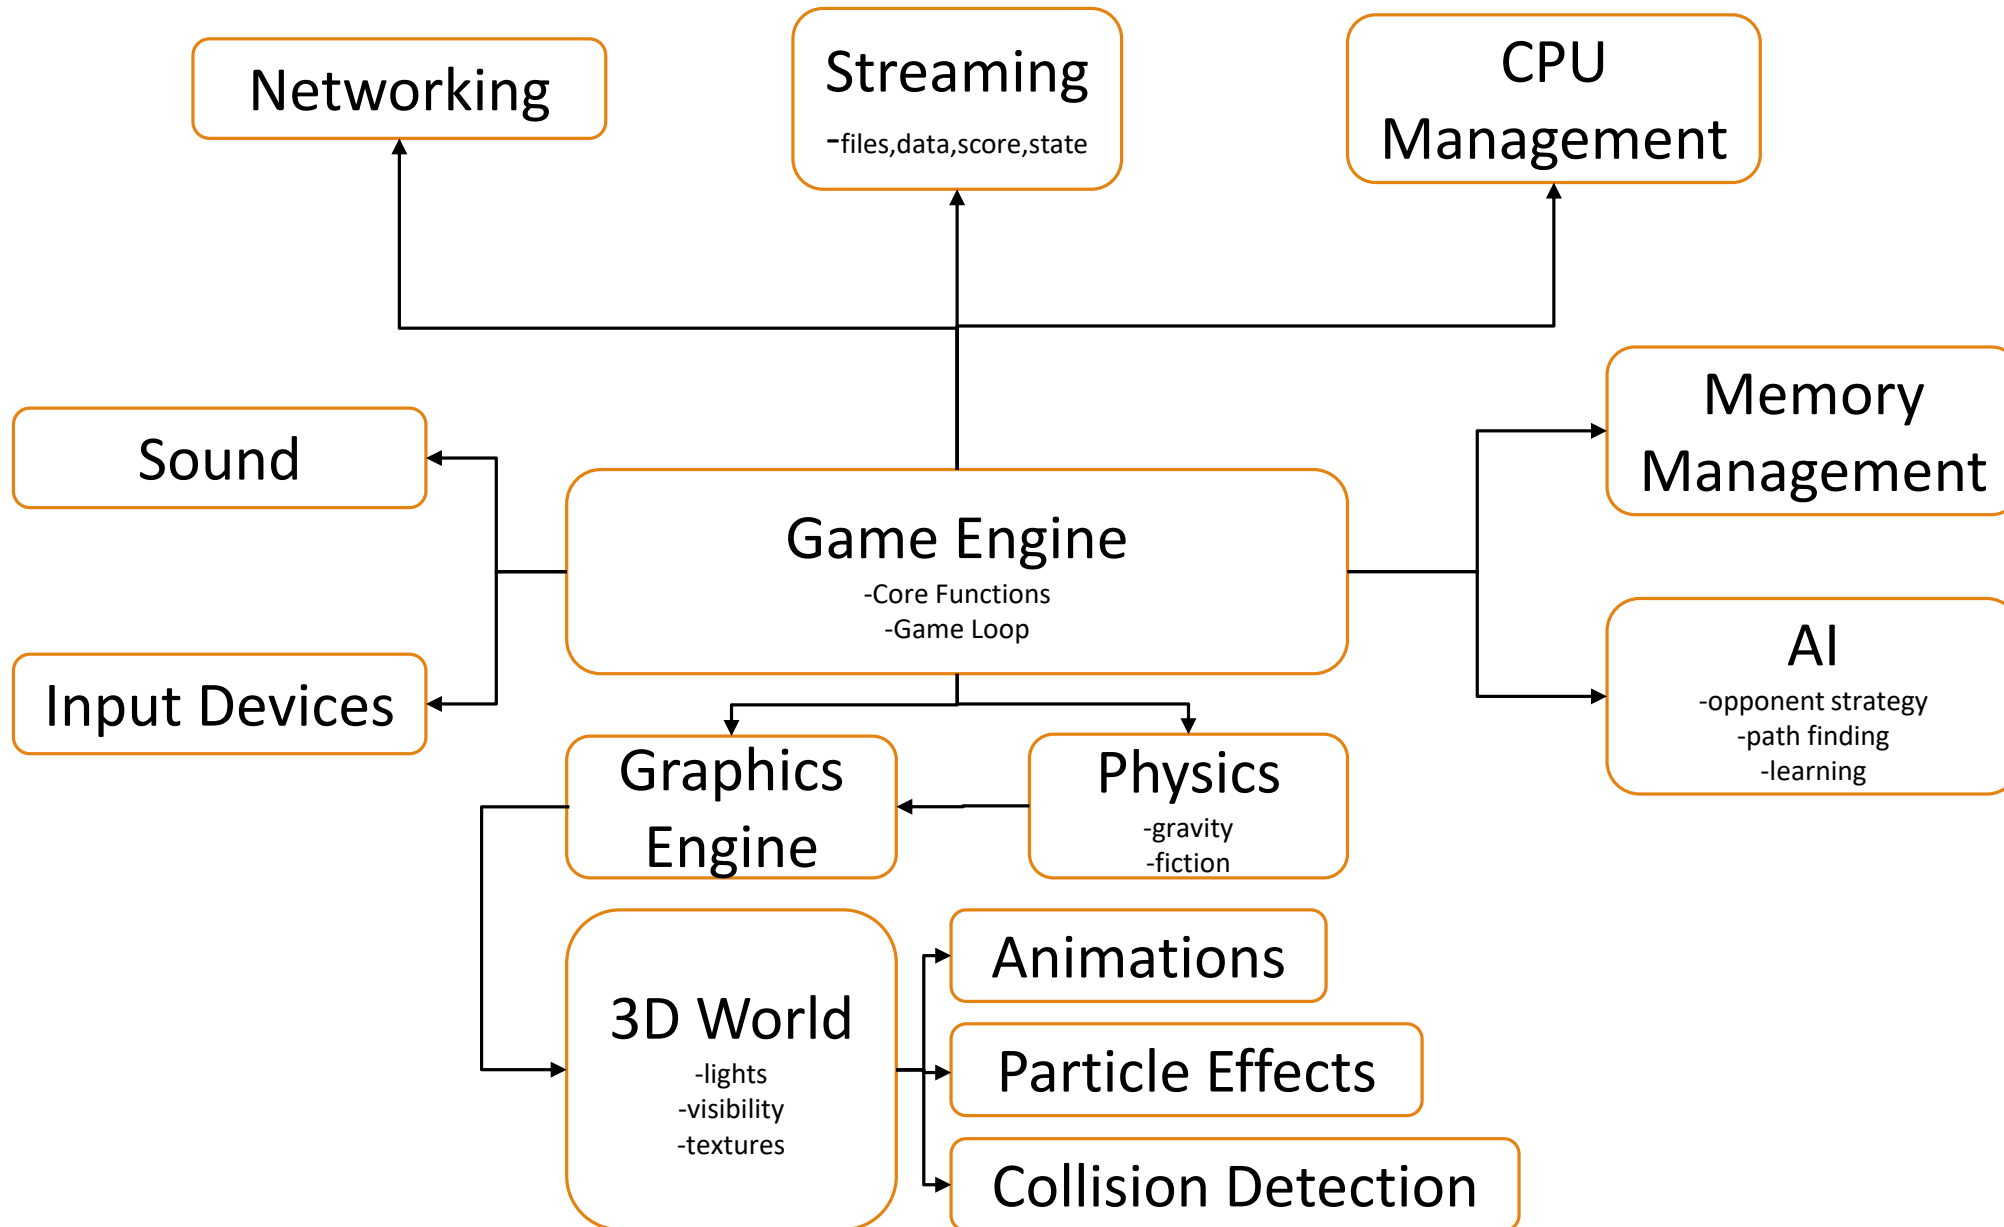 Networking
Streaming
-files,data,score,state
CPU
Management
Sound
Memory
Management
Game Engine
-Core Functions
-Game Loop
Input Devices
AI
-opponent strategy
-path finding
-learning
Graphics
Engine
Physics
-gravity
-fiction
3D World
-lights
-visibility
-textures
Animations
Particle Effects
Collision Detection